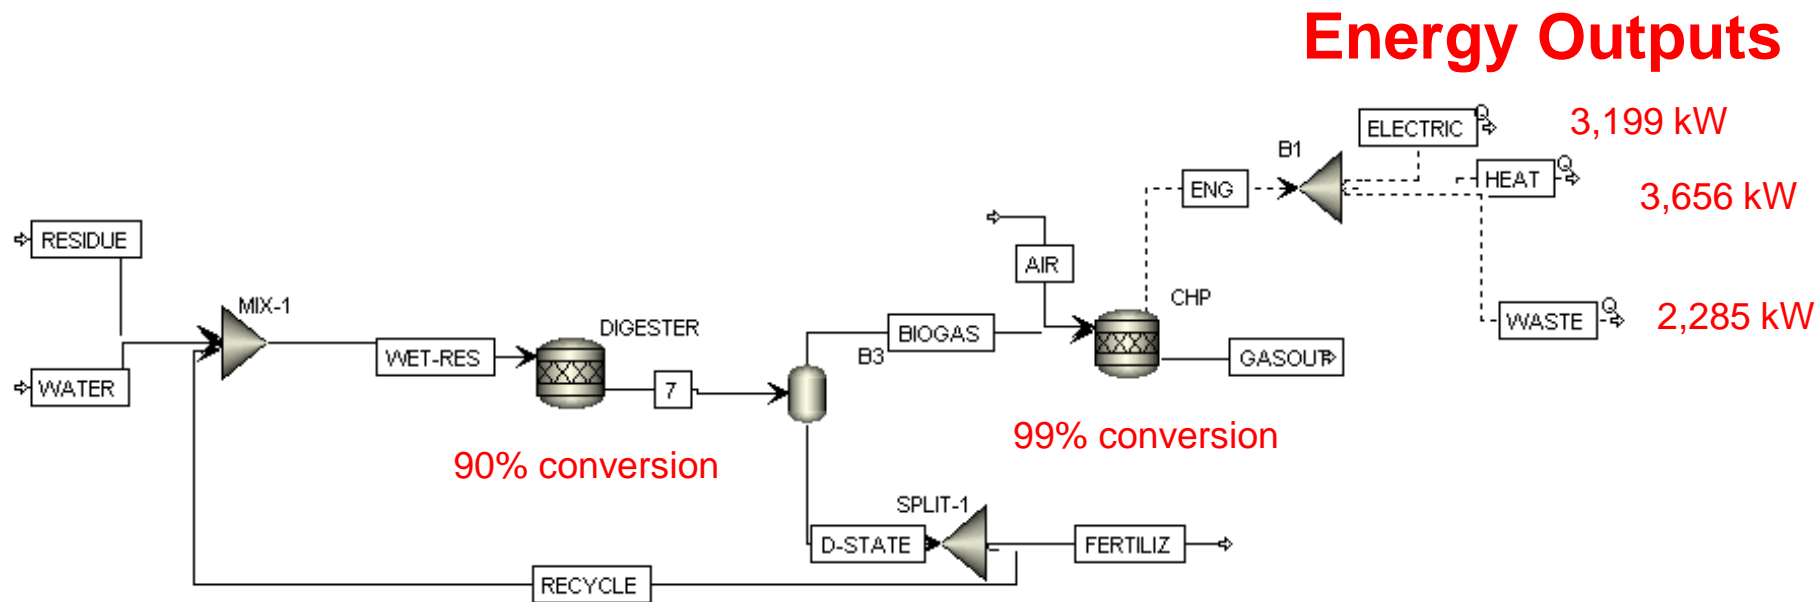 Energy Outputs
ELECTRIC
Q
3,199 kW
B1
ENG
HEAT
Q
3,656 kW
RESIDUE
AIR
MIX-1
CHP
DIGESTER
BIOGAS
WASTE
Q
2,285 kW
B3
WET-RES
GASOUT
WATER
7
99% conversion
90% conversion
SPLIT-1
D-STATE
FERTILIZ
RECYCLE